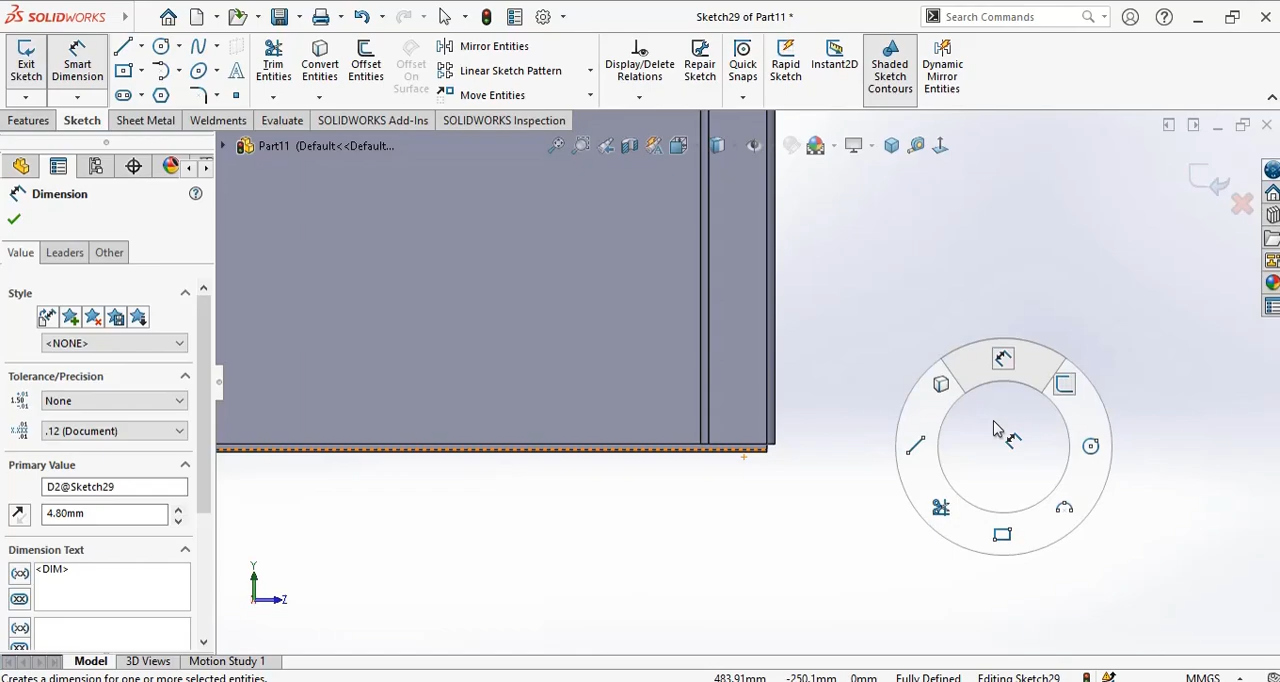 SOLIDWORKS
Sketch29 of Part11 *
Search Commands
Exit Sketch
Smart Dimension
Trim Entities
Convert Entities
Offset Entities
Offset On Surface
Mirror Entities
Linear Sketch Pattern
Move Entities
Display/Delete Relations
Repair Sketch
Quick Snaps
Rapid Sketch
Instant2D
Shaded Sketch Contours
Dynamic Mirror Entities
Features
Sketch
Sheet Metal
Weldments
Evaluate
SOLIDWORKS Add-Ins
SOLIDWORKS Inspection
Part11 (Default<<Default...
Dimension
Value
Leaders
Other
Style
<NONE>
Tolerance/Precision
None
.12 (Document)
Primary Value
D2@Sketch29
4.80mm
Dimension Text
<DIM>
Y
Z
Model
3D Views
Motion Study 1
Creates a dimension for one or more selected entities.
483.91mm
-250.1mm
0mm
Fully Defined
Editing Sketch29
MMGS